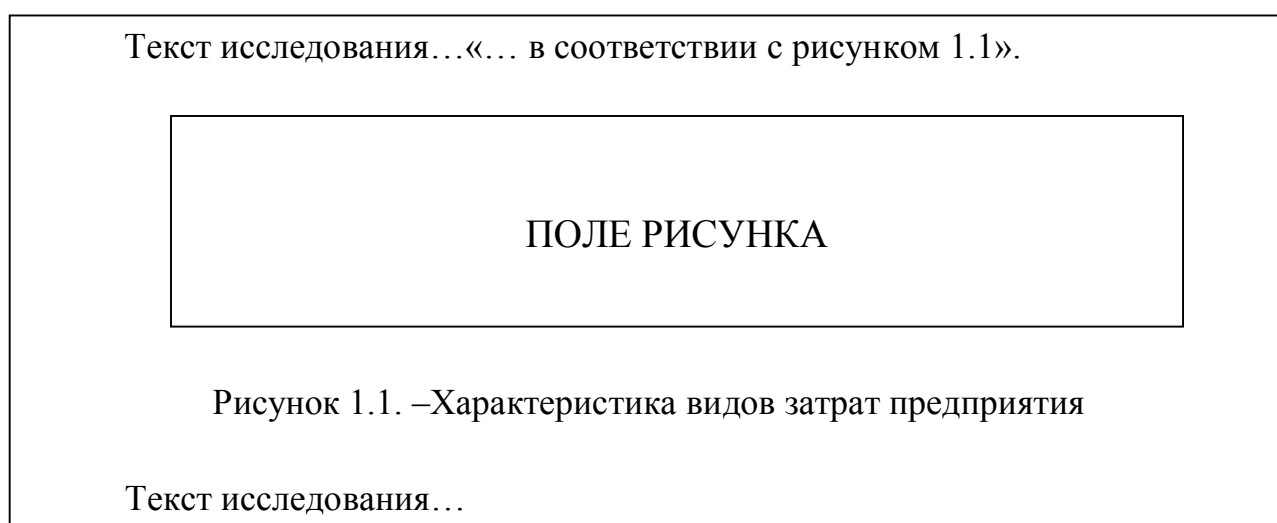 Текст исследования…«… в соответствии с рисунком 1.1».
ПОЛЕ РИСУНКА
Рисунок 1.1. –Характеристика видов затрат предприятия
Текст исследования…